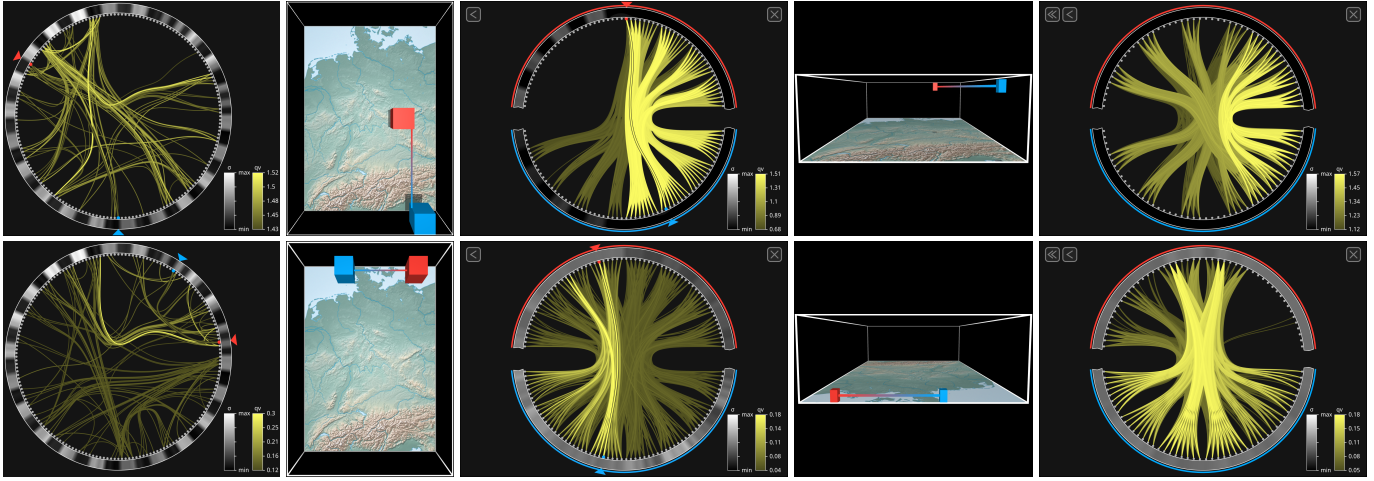 σ qv
max 1.52
1.5
1.48
1.45
min 1.43
<
σ qv
max 1.51
1.31
1.1
0.89
min 0.68
σ qv
max 1.57
1.45
1.34
1.23
min 1.12
σ qv
max 0.3
0.25
0.21
0.16
min 0.12
<
σ qv
max 0.18
0.14
0.11
0.08
min 0.04
σ qv
max 0.18
0.14
0.11
0.08
min 0.05